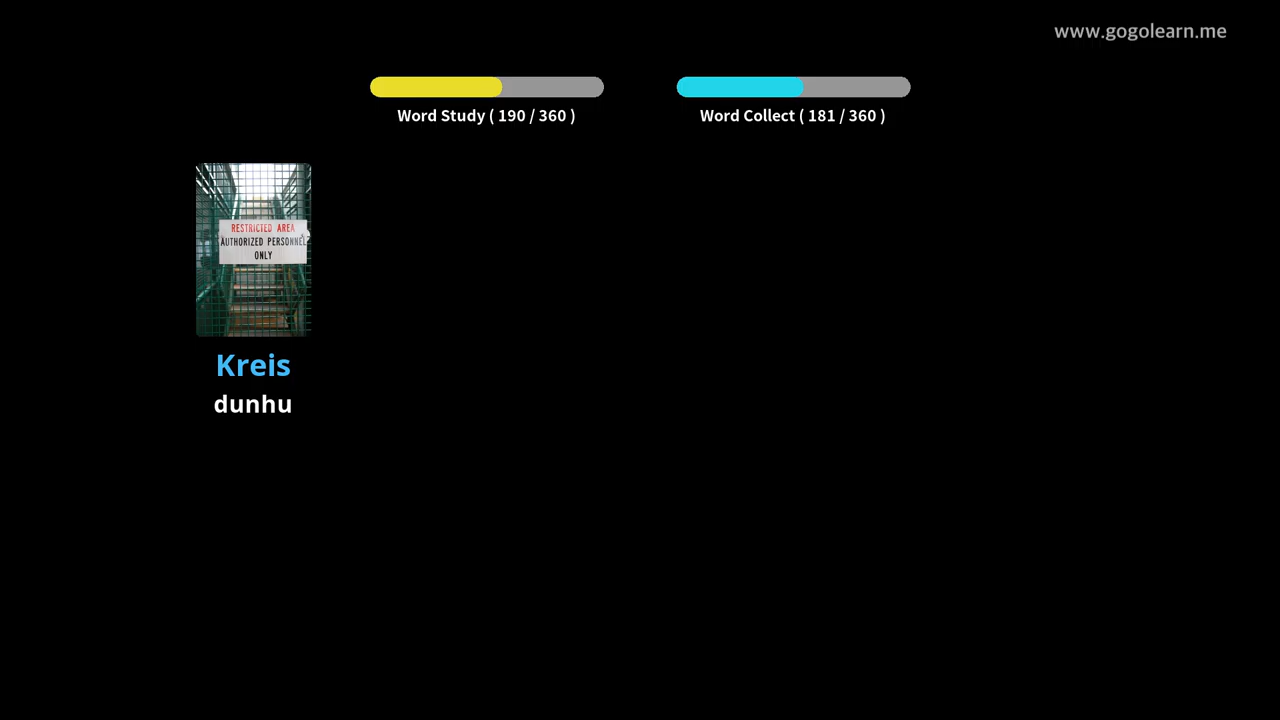 www.gogolearn.me
Word Study ( 190 / 360 )
Word Collect ( 181 / 360 )
RESTRICTED AREA
AUTHORIZED PERSONNEL
ONLY
Kreis
dunhu